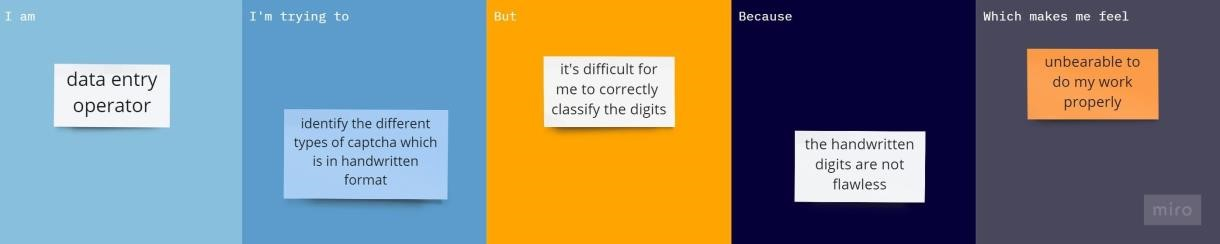 I am
data entry
operator
I'm trying to
identify the different
types of captcha which
is in handwritten
format
But
it's difficult for
me to correctly
classify the digits
Because
the handwritten
digits are not
flawless
Which makes me feel
unbearable to
do my work
properly
miro